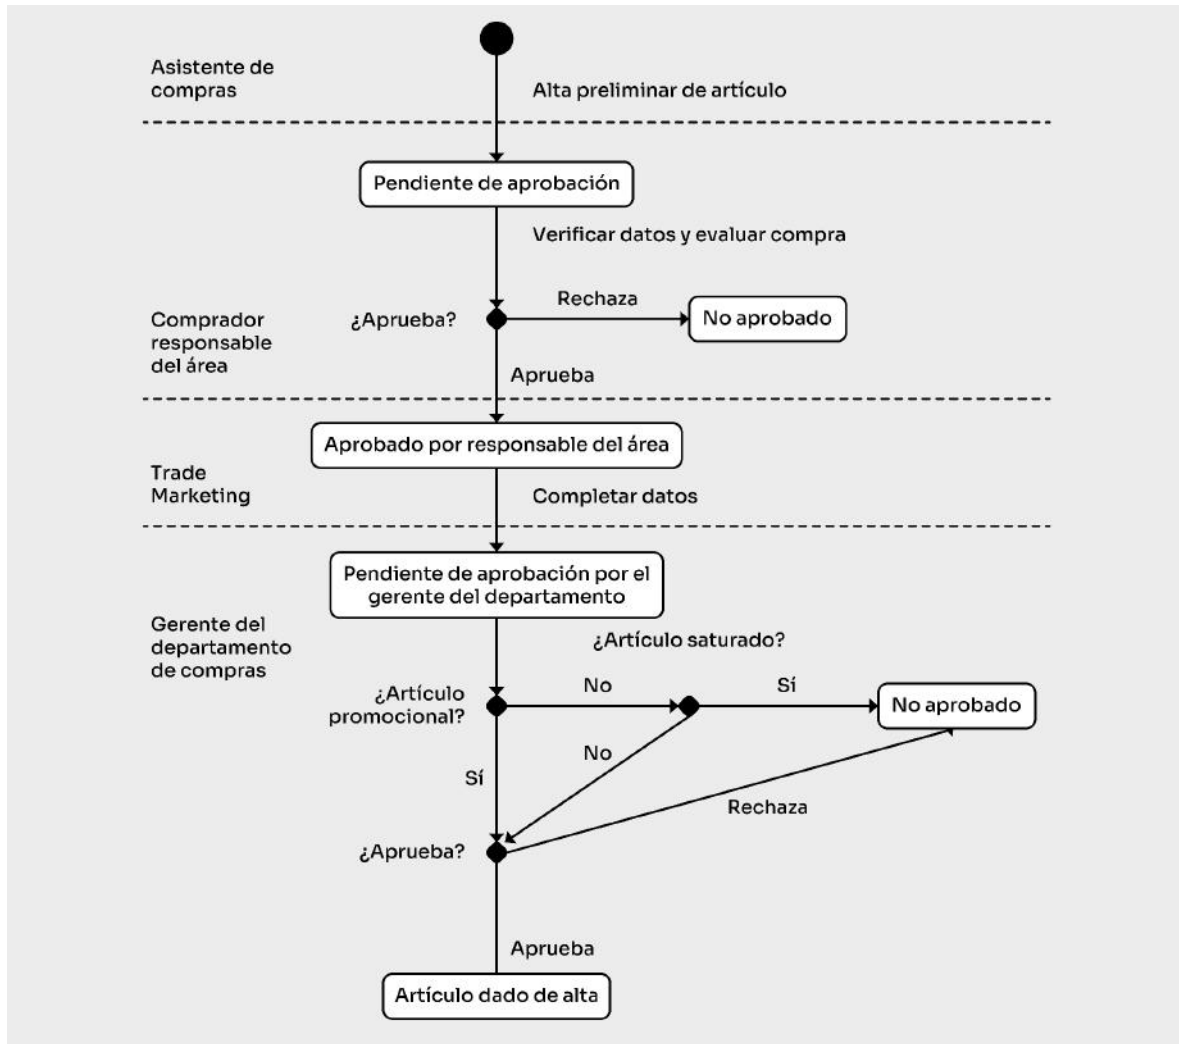 Asistente de
compras
Alta preliminar de artículo
Pendiente de aprobación
Verificar datos y evaluar compra
Rechaza
No aprobado
¿Aprueba?
Comprador
responsable
del área
Aprueba
Aprobado por responsable del área
Trade
Marketing
Completar datos
Pendiente de aprobación por el
gerente del departamento
Gerente del
departamento
de compras
¿Artículo saturado?
¿Artículo
promocional?
No
Sí
No aprobado
No
Sí
Rechaza
¿Aprueba?
Aprueba
Artículo dado de alta